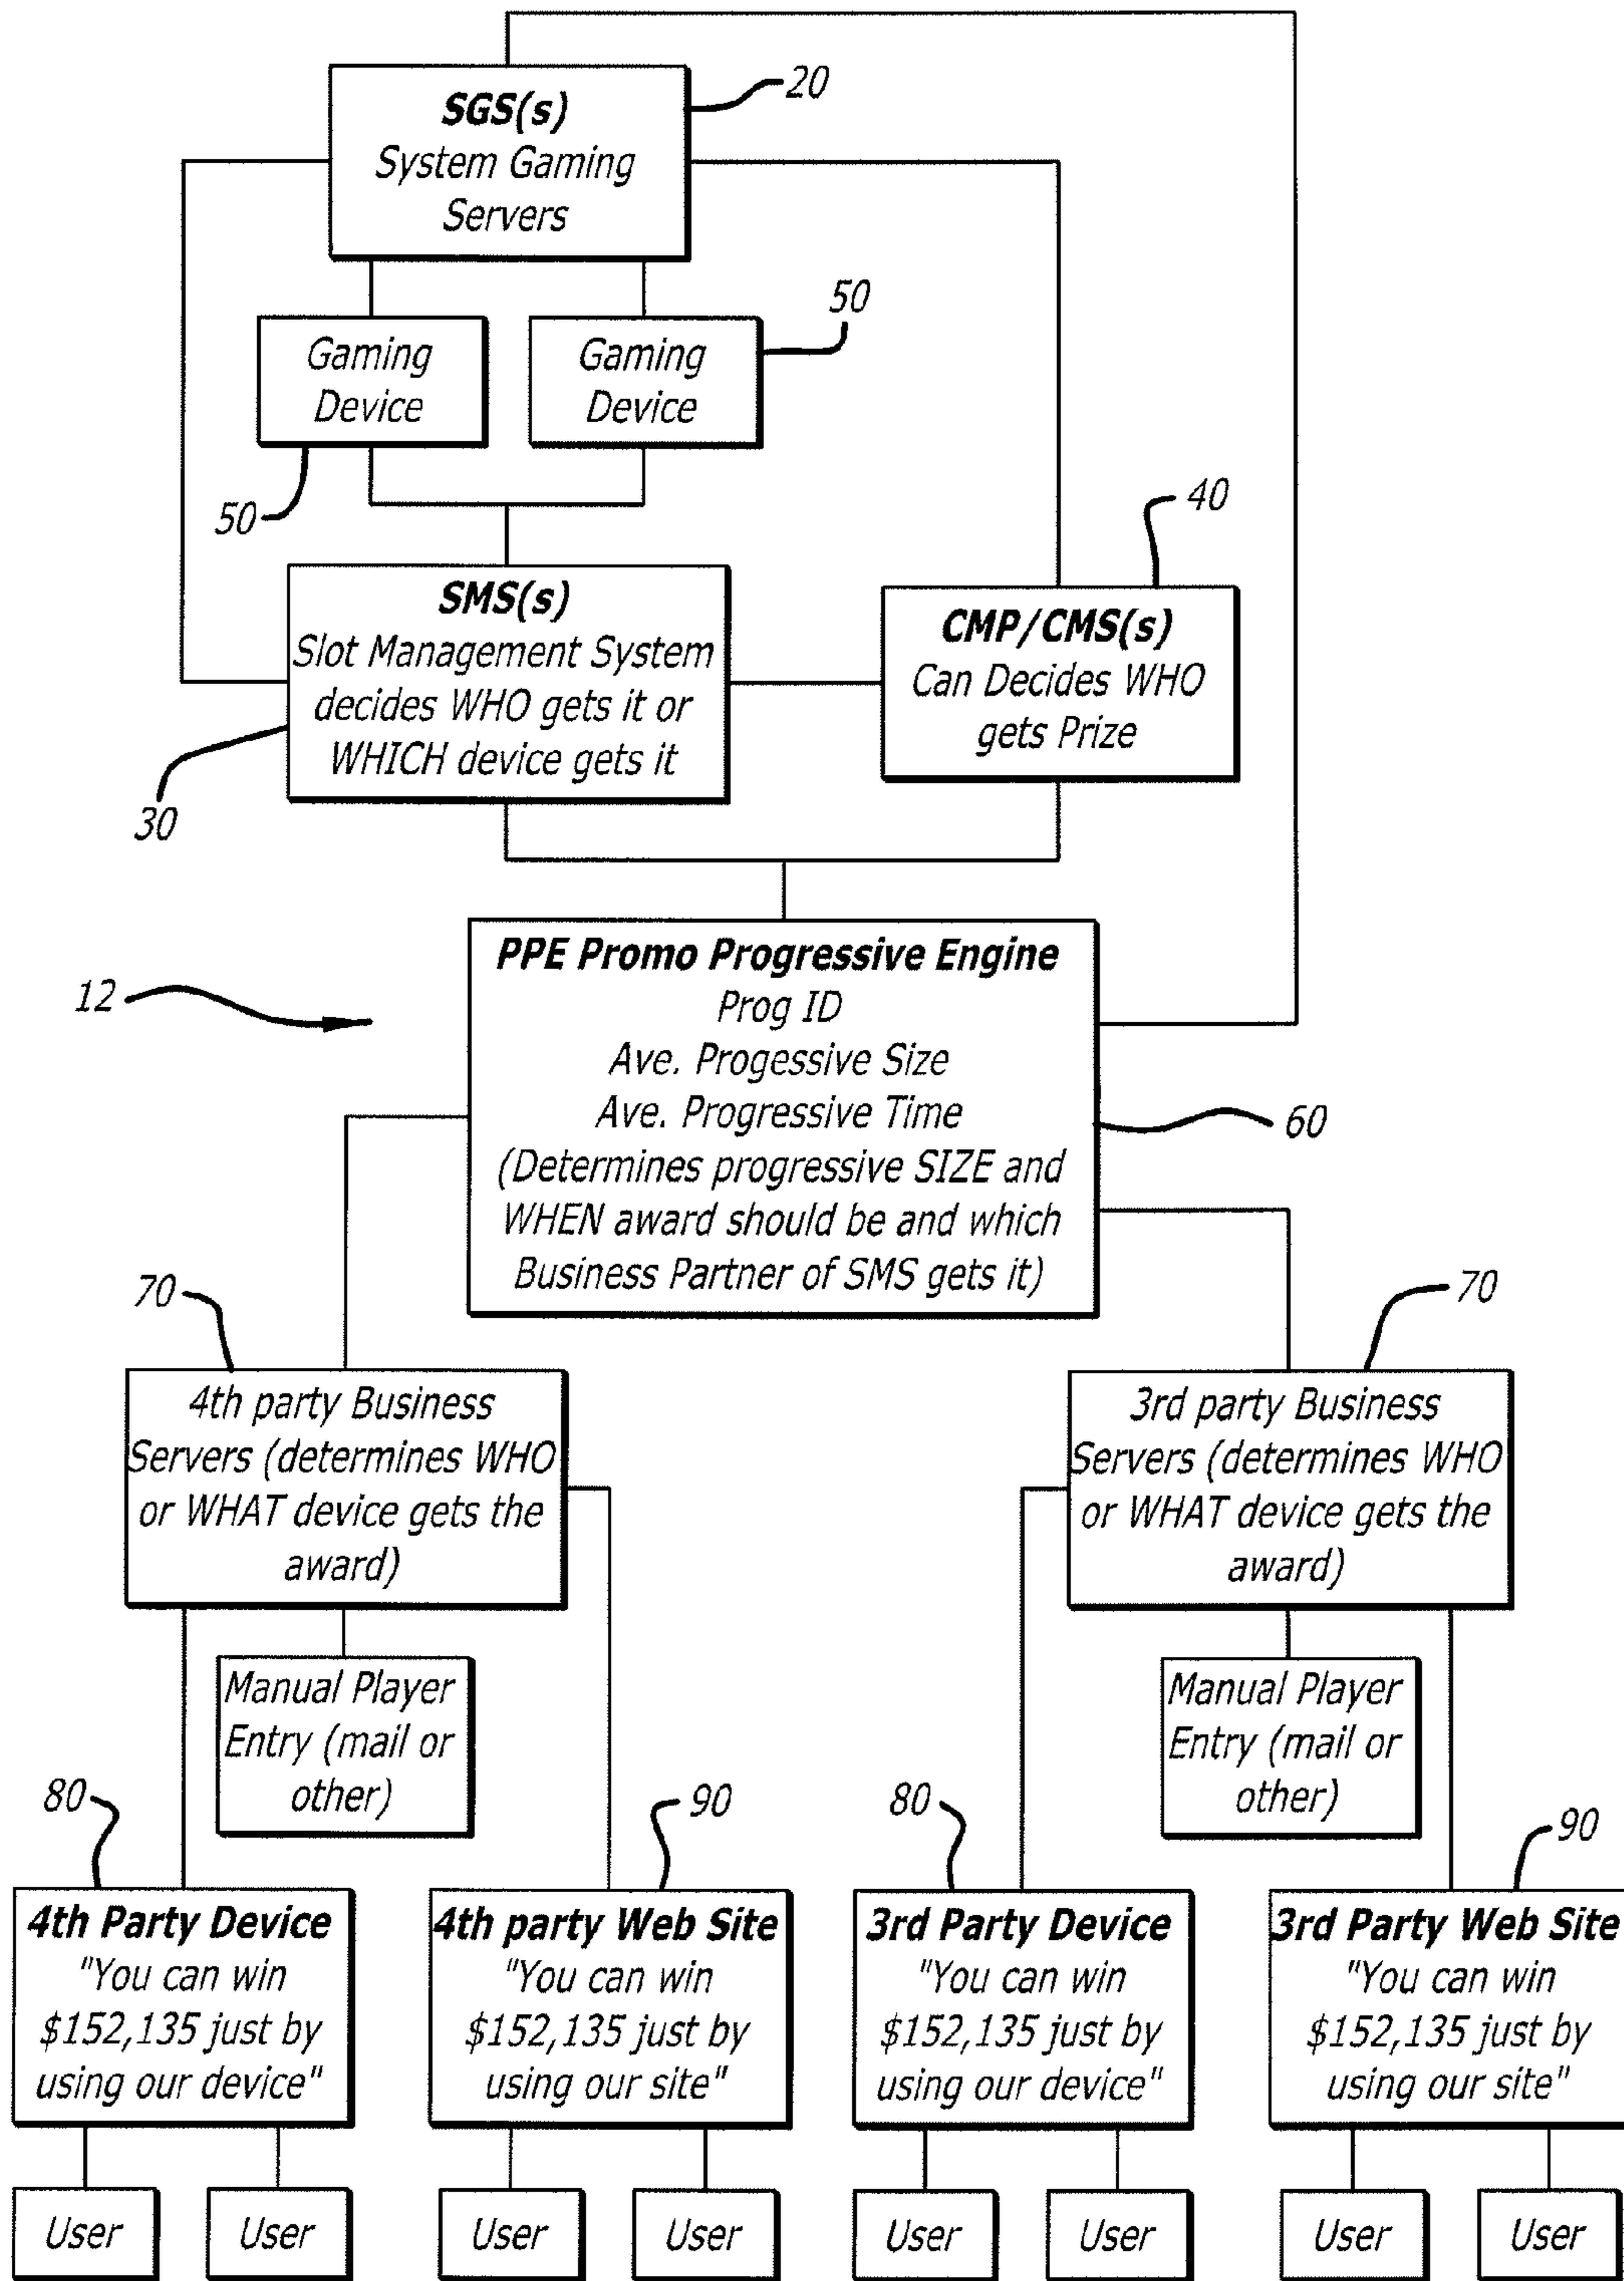 20
SGS(s)
System Gaming
Servers
50
Gaming
Device
Gaming
Device
50
40
SMS(s)
Slot Management System
decides WHO gets it or
WHICH device gets it
30
CMP/CMS(s)
Can Decides WHO
gets Prize
12
PPE Promo Progressive Engine
Prog ID
Ave. Progessive Size
Ave. Progressive Time
(Determines progressive SIZE and
WHEN award should be and which
Business Partner of SMS gets it)
60
70
4th party Business
Servers (determines WHO
or WHAT device gets the
award)
70
3rd party Business
Servers (determines WHO
or WHAT device gets the
award)
Manual Player
Entry (mail or
other)
Manual Player
Entry (mail or
other)
80
4th Party Device
"You can win
$152,135 just by
using our device"
90
4th party Web Site
"You can win
$152,135 just by
using our site"
80
3rd Party Device
"You can win
$152,135 just by
using our device"
90
3rd Party Web Site
"You can win
$152,135 just by
using our site"
User
User
User
User
User
User
User
User